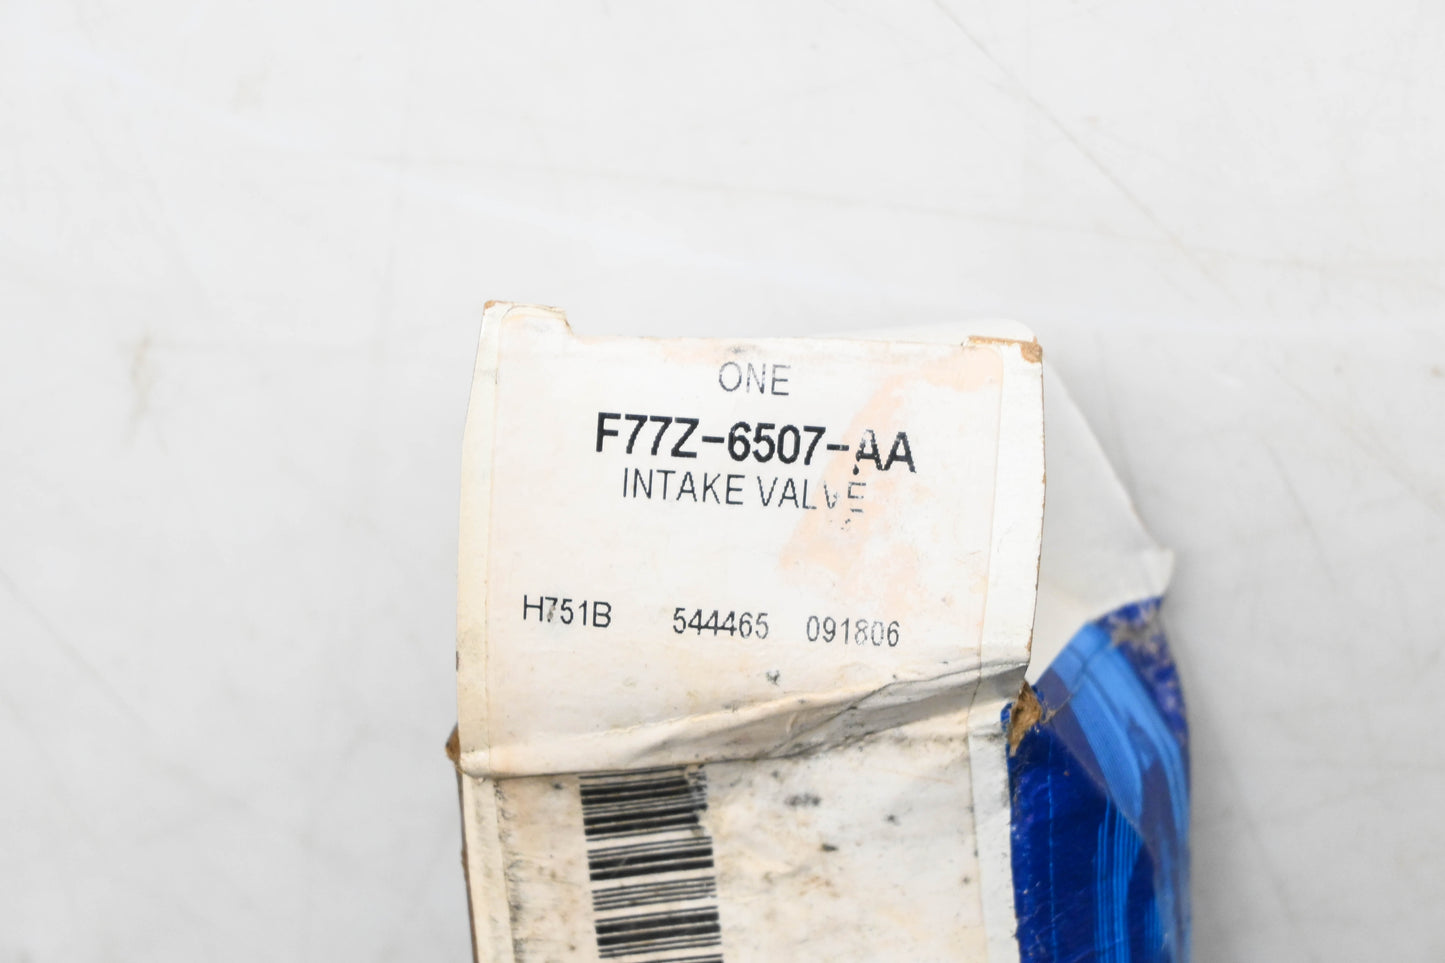 ONE
F77Z-6507-AA
INTAKE VALVE
H751B 544465 091806